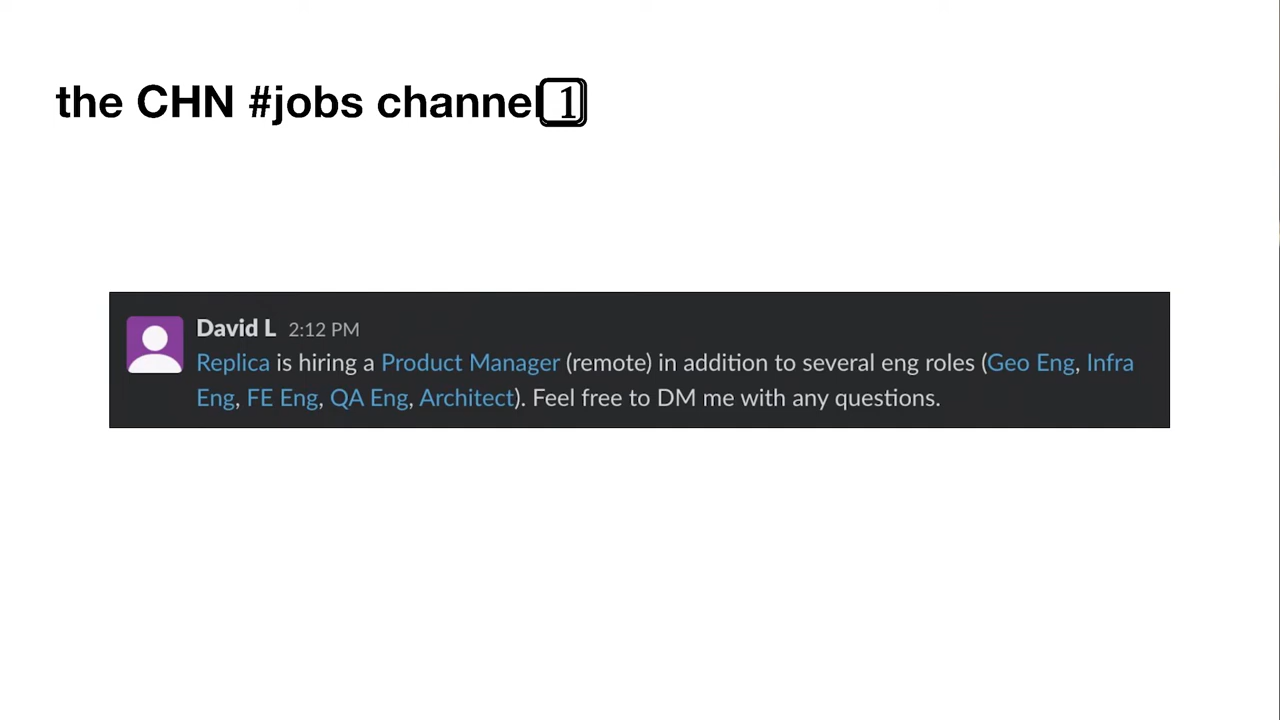 the CHN #jobs channel 1
David L 2:12 PM
Replica is hiring a Product Manager (remote) in addition to several eng roles (Geo Eng, Infra
Eng, FE Eng, QA Eng, Architect). Feel free to DM me with any questions.